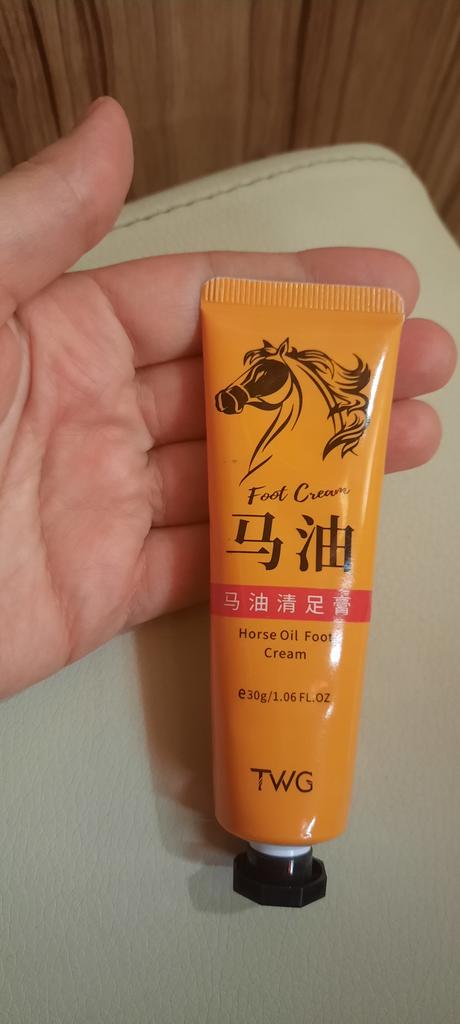 Foot Cream
马油
马油清足膏
Horse Oil Foot
Cream
e30g/1.06 FL.OZ
TWG